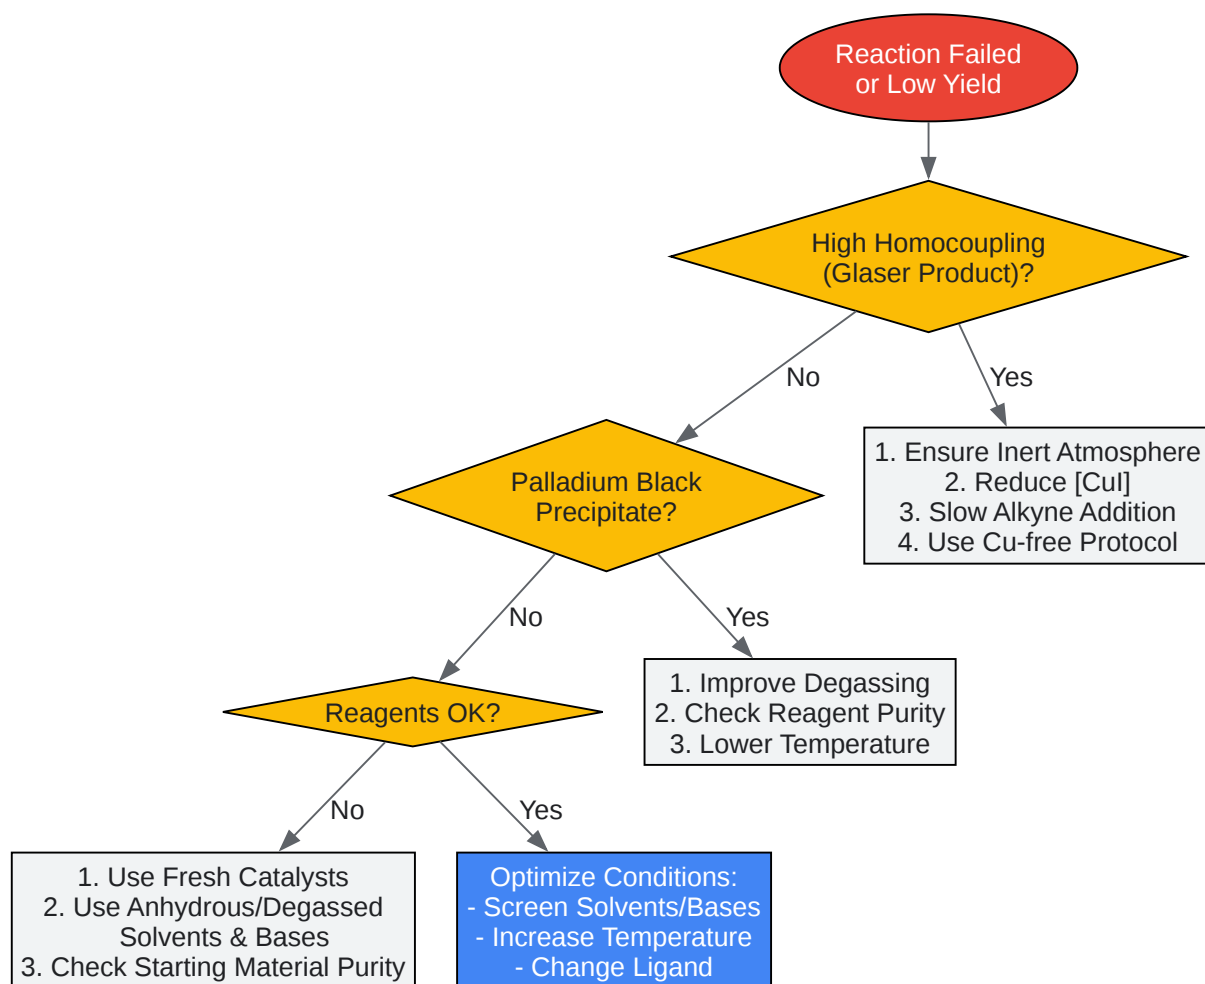 Reaction Failed
or Low Yield
High Homocoupling
(Glaser Product)?
No
Yes
1. Ensure Inert Atmosphere
2. Reduce [CuI]
3. Slow Alkyne Addition
4. Use Cu-free Protocol
Palladium Black
Precipitate?
No
Yes
1. Improve Degassing
2. Check Reagent Purity
3. Lower Temperature
Reagents OK?
No
Yes
1. Use Fresh Catalysts
2. Use Anhydrous/Degassed
Solvents & Bases
3. Check Starting Material Purity
Optimize Conditions:
- Screen Solvents/Bases
- Increase Temperature
- Change Ligand